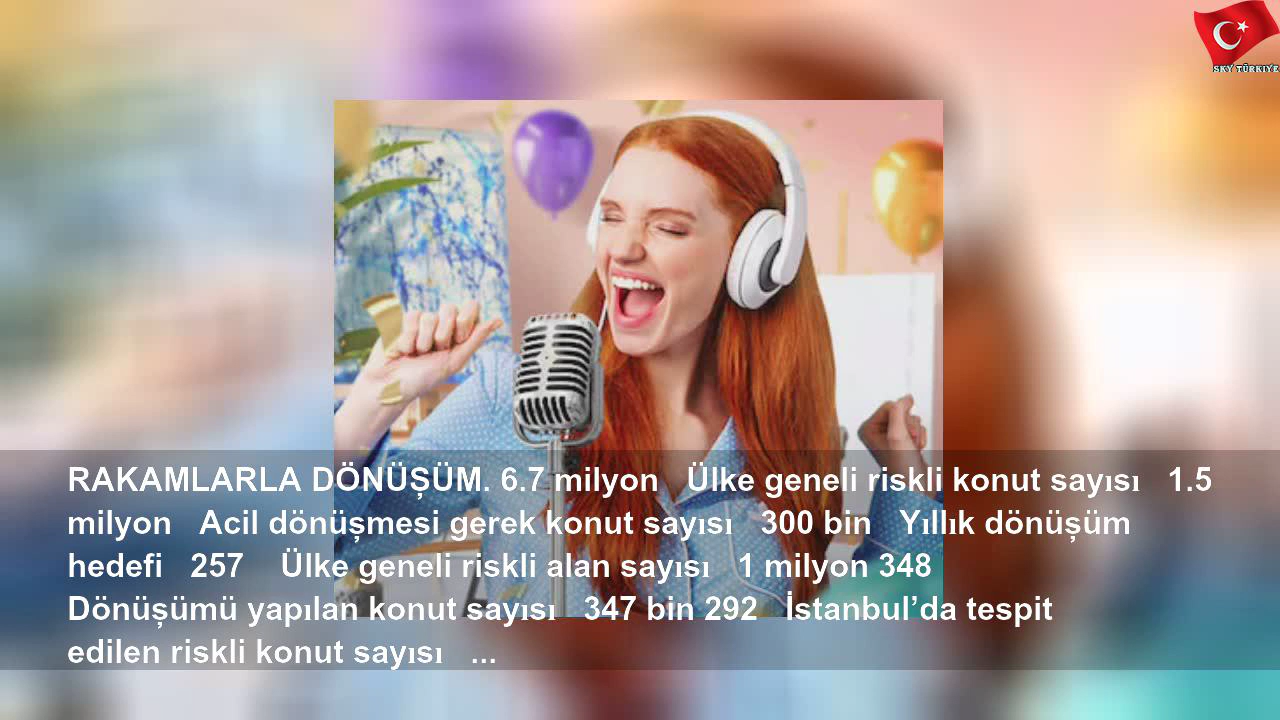 SKY TÜRKİYE
RAKAMLARLA DÖNÜŞÜM. 6.7 milyon   Ülke geneli riskli konut sayısı   1.5
milyon   Acil dönüşmesi gerek konut sayısı   300 bin   Yıllık dönüşüm
hedefi   257    Ülke geneli riskli alan sayısı   1 milyon 348
Dönüşümü yapılan konut sayısı   347 bin 292   İstanbul’da tespit
edilen riskli konut sayısı   ...